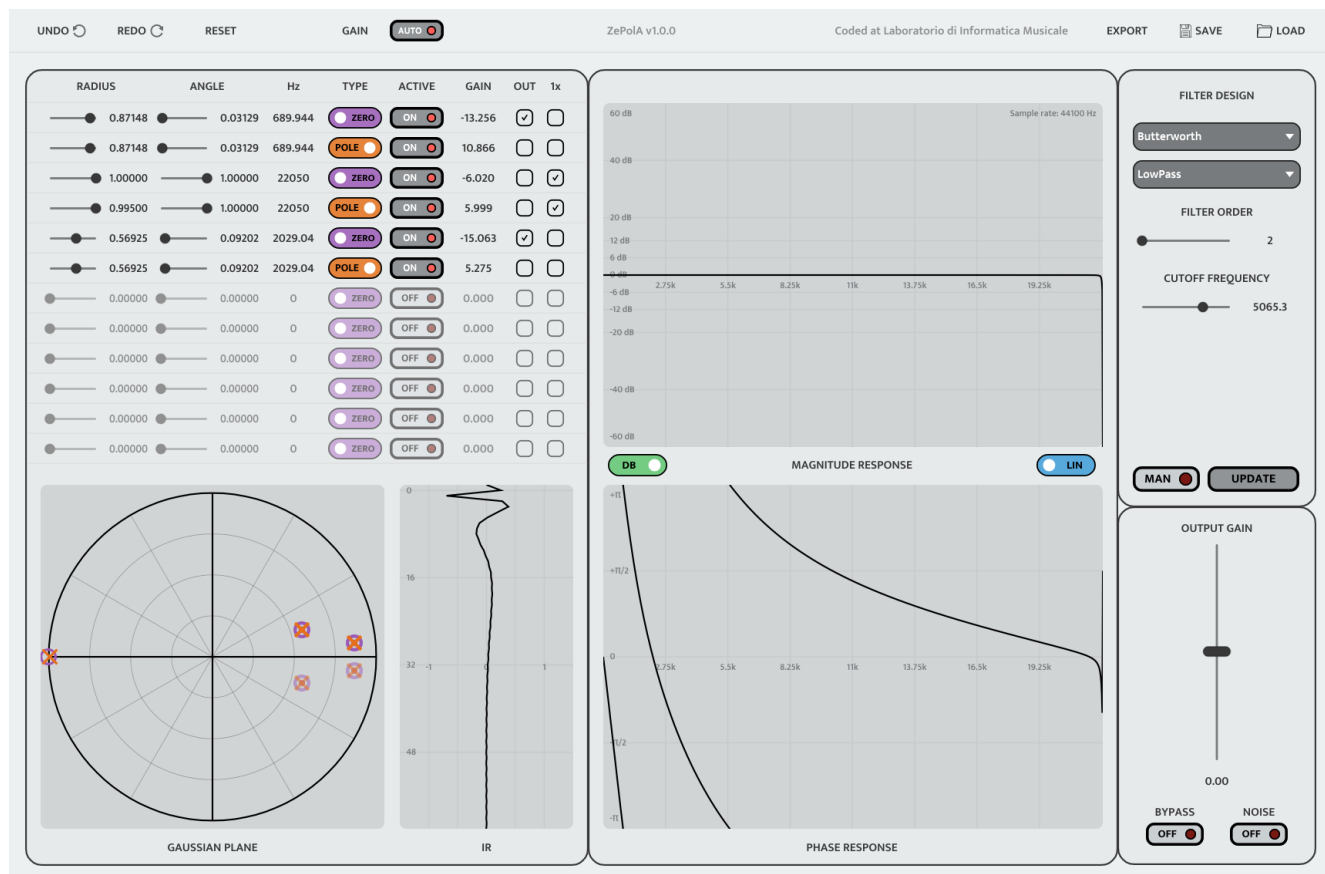 UNDO REDO RESET GAIN AUTO ZePolA v1.0.0 Coded at Laboratorio di Informatica Musicale EXPORT SAVE LOAD
RADIUS ANGLE Hz TYPE ACTIVE GAIN OUT 1x
0.87148 0.03129 689.944 ZERO ON -13.256
0.87148 0.03129 689.944 POLE ON 10.866
1.00000 1.00000 22050 ZERO ON -6.020
0.99500 1.00000 22050 POLE ON 5.999
0.56925 0.09202 2029.04 ZERO ON -15.063
0.56925 0.09202 2029.04 POLE ON 5.275
0.00000 0.00000 0 ZERO OFF 0.000
0.00000 0.00000 0 ZERO OFF 0.000
0.00000 0.00000 0 ZERO OFF 0.000
0.00000 0.00000 0 ZERO OFF 0.000
0.00000 0.00000 0 ZERO OFF 0.000
0.00000 0.00000 0 ZERO OFF 0.000
0
16
32 -1 0 1
48
GAUSSIAN PLANE IR
60 dB Sample rate: 44100 Hz
40 dB
20 dB
12 dB
6 dB
0 dB
2.75k 5.5k 8.25k 11k 13.75k 16.5k 19.25k
-6 dB
-12 dB
-20 dB
-40 dB
-60 dB
DB MAGNITUDE RESPONSE LIN
+π
+π/2
0
2.75k 5.5k 8.25k 11k 13.75k 16.5k 19.25k
-π/2
-π
PHASE RESPONSE
FILTER DESIGN
Butterworth
LowPass
FILTER ORDER
2
CUTOFF FREQUENCY
5065.3
MAN UPDATE
OUTPUT GAIN
0.00
BYPASS NOISE
OFF OFF